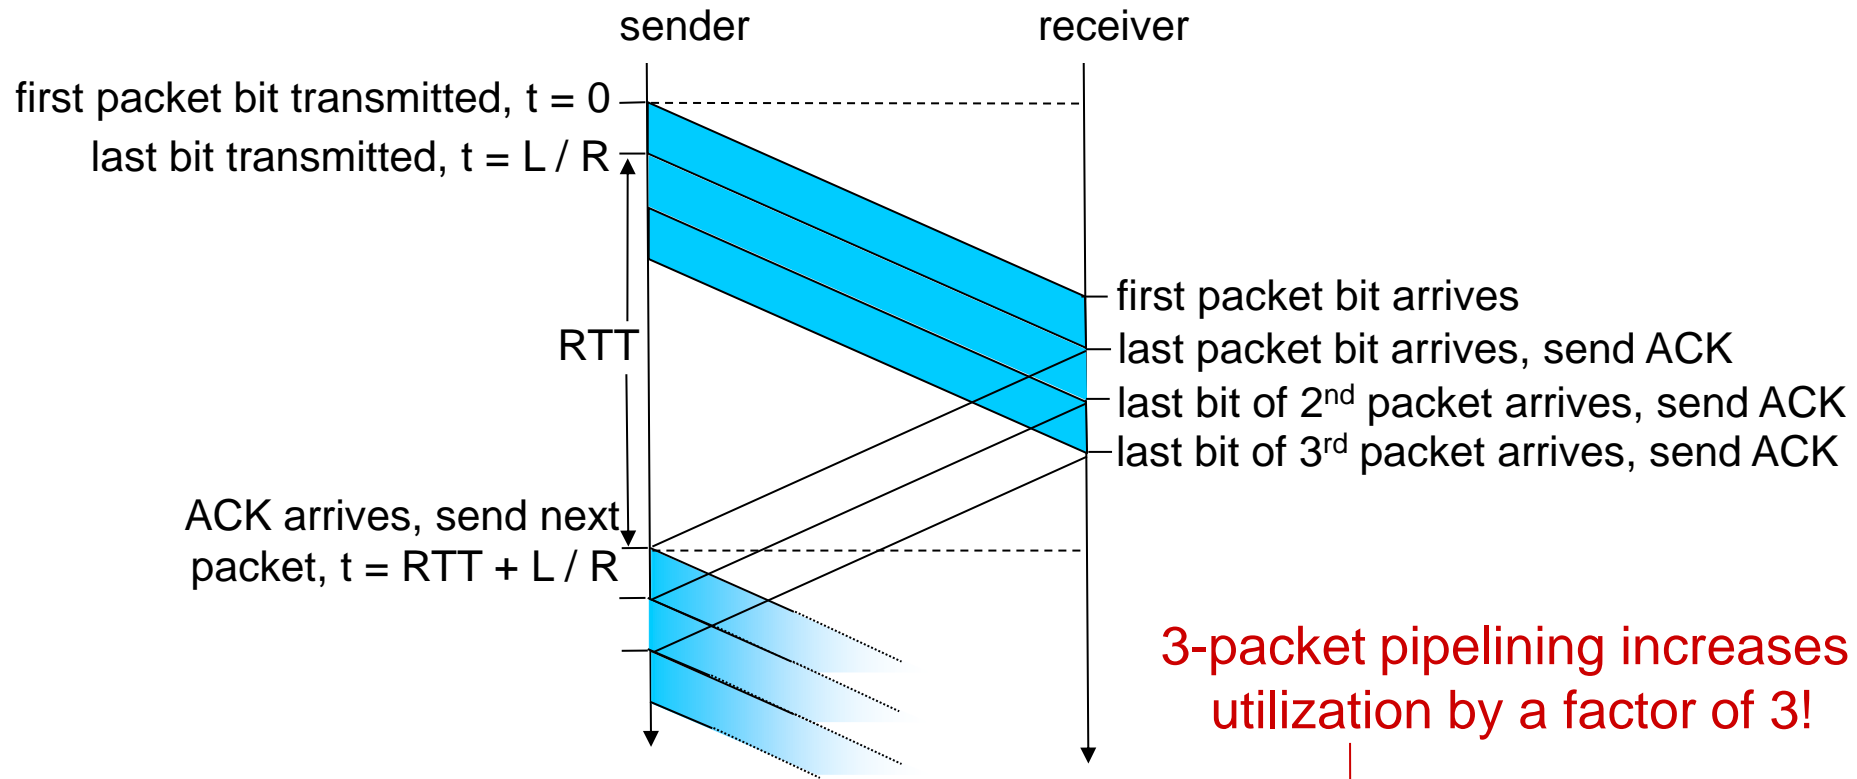 sender
receiver
first packet bit transmitted, t = 0
last bit transmitted, t = L / R
RTT
first packet bit arrives
last packet bit arrives, send ACK
last bit of 2nd packet arrives, send ACK
last bit of 3rd packet arrives, send ACK
ACK arrives, send next
packet, t = RTT + L / R
3-packet pipelining increases
utilization by a factor of 3!